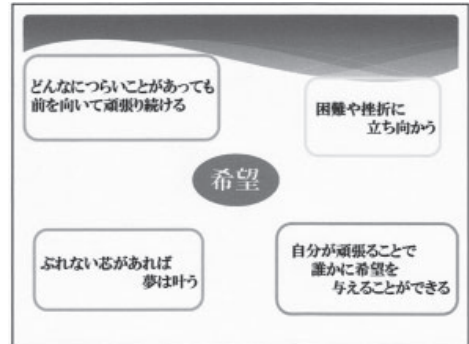 どんなにつらいことがあっても
前を向いて頑張り続ける
困難や挫折に
立ち向かう
希望
ぶれない芯があれば
夢は叶う
自分が頑張ることで
誰かに希望を
与えることができる